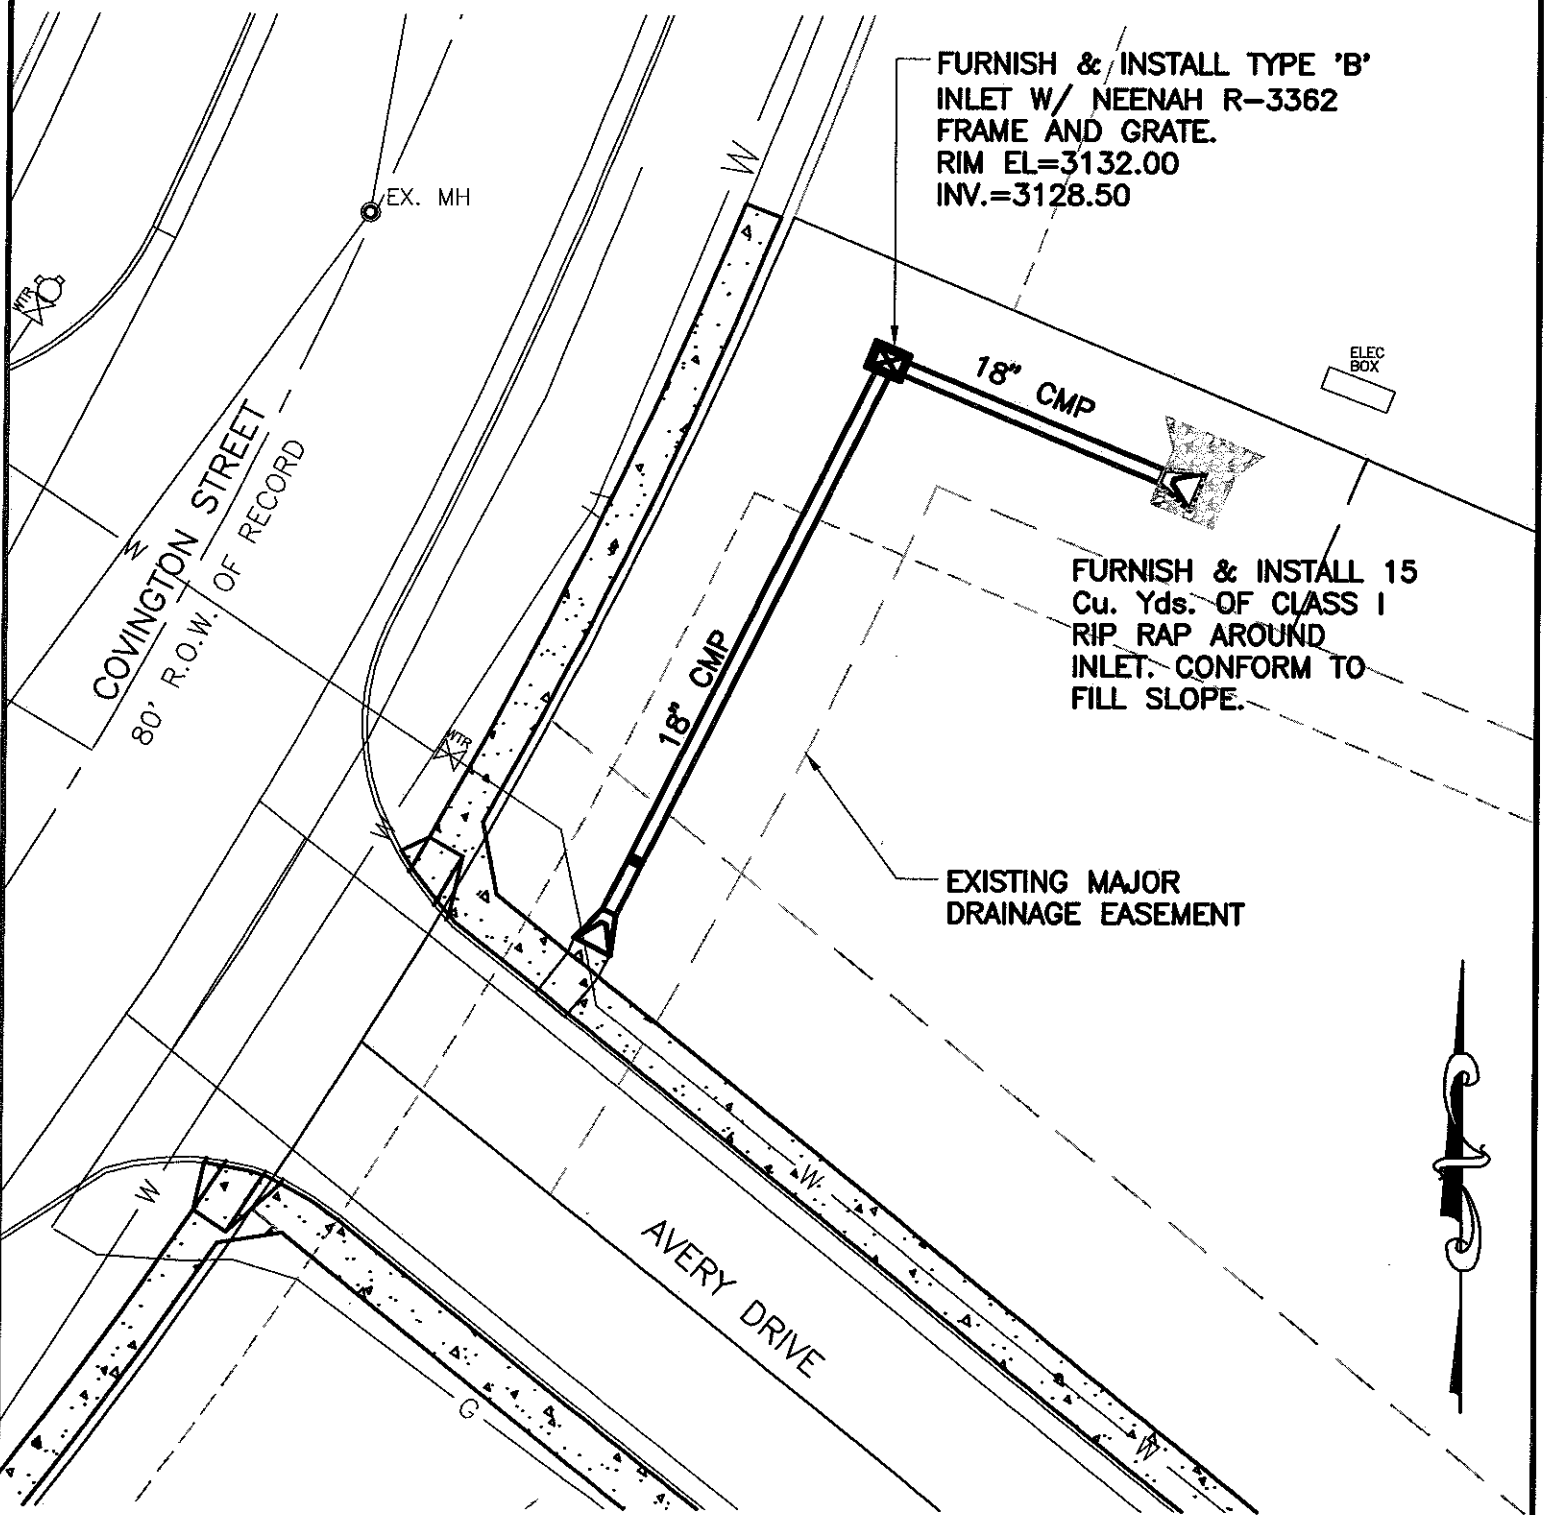 FURNISH & INSTALL TYPE 'B'
INLET W/ NEENAH R-3362
FRAME AND GRATE.
RIM EL=3132.00
INV.=3128.50
W
EX. MH
WTR
ELEC
BOX
18" CMP
COVINGTON STREET
80' R.O.W. OF RECORD
W
FURNISH & INSTALL 15
Cu. Yds. OF CLASS I
RIP RAP AROUND
INLET. CONFORM TO
FILL SLOPE.
18" CMP
WTR
W
EXISTING MAJOR
DRAINAGE EASEMENT
W
W
AVERY DRIVE
G
W